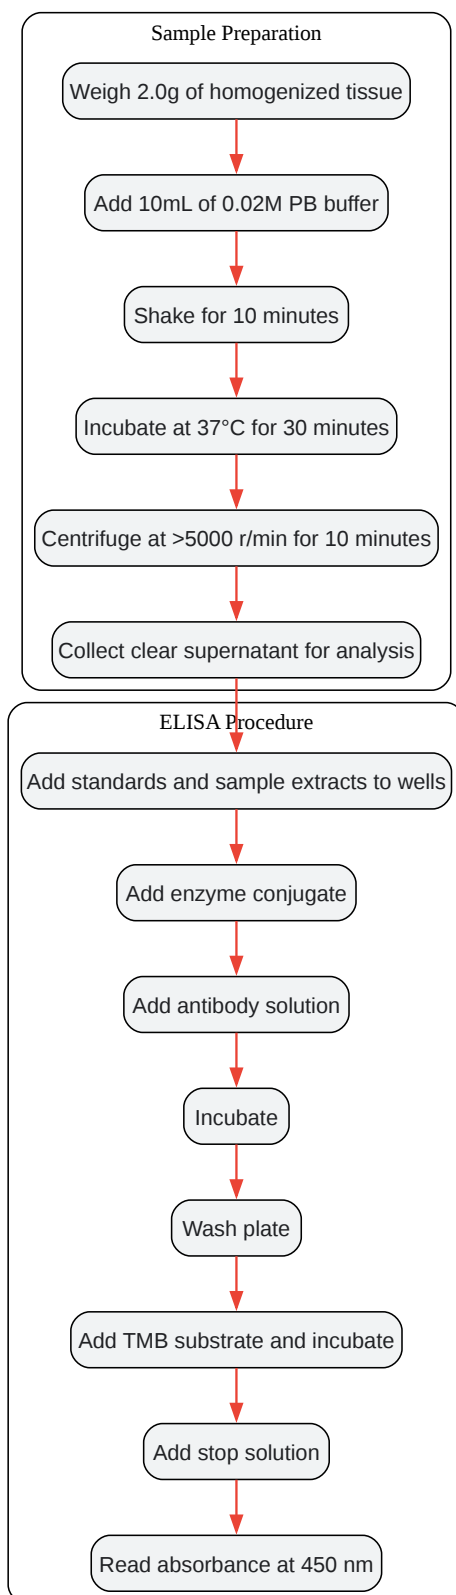 Sample Preparation
Weigh 2.0g of homogenized tissue
Add 10mL of 0.02M PB buffer
Shake for 10 minutes
Incubate at 37°C for 30 minutes
Centrifuge at >5000 r/min for 10 minutes
Collect clear supernatant for analysis
ELISA Procedure
Add standards and sample extracts to wells
Add enzyme conjugate
Add antibody solution
Incubate
Wash plate
Add TMB substrate and incubate
Add stop solution
Read absorbance at 450 nm